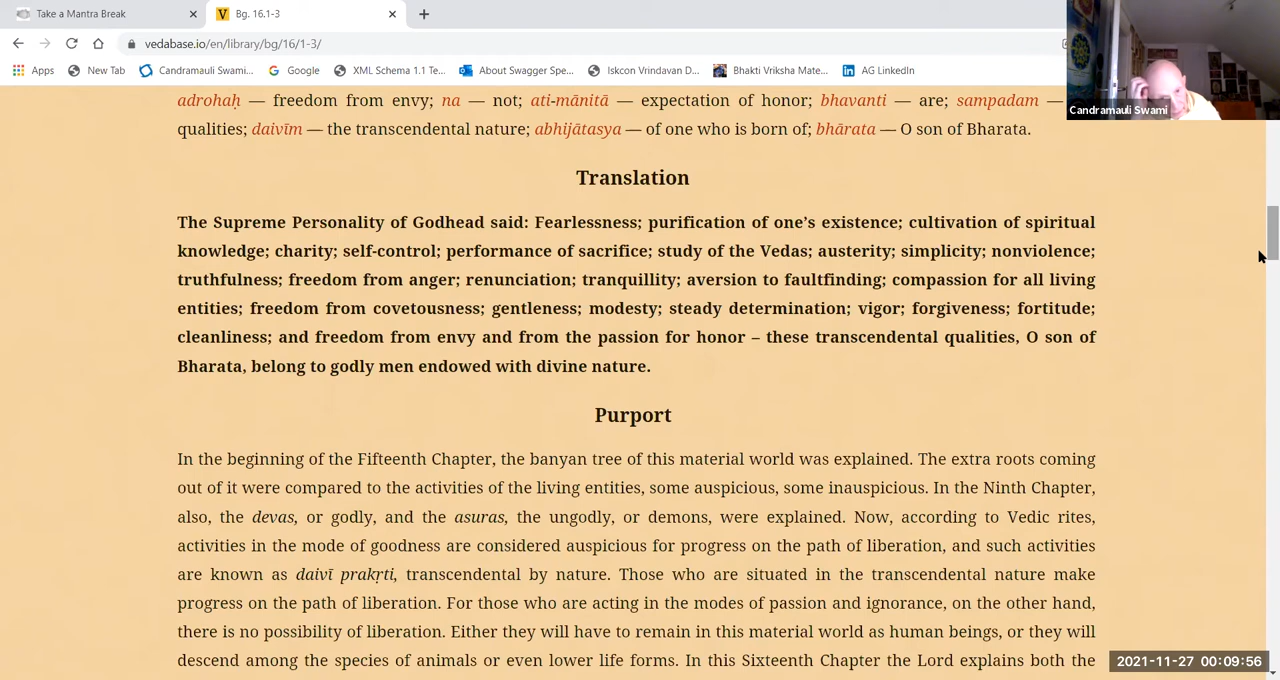 Take a Mantra Break
Bg. 16.1-3
vedabase.io/en/library/bg/16/1-3/
Apps
New Tab
Candramauli Swami...
Google
XML Schema 1.1 Te...
About Swagger Spe...
Iskcon Vrindavan D...
Bhakti Vriksha Mate...
AG LinkedIn
Candramauli Swami
adrohaḥ — freedom from envy; na — not; ati-mānitā — expectation of honor; bhavanti — are; sampadam —
qualities; daivīm — the transcendental nature; abhijātasya — of one who is born of; bhārata — O son of Bharata.
Translation
The Supreme Personality of Godhead said: Fearlessness; purification of one’s existence; cultivation of spiritual
knowledge; charity; self-control; performance of sacrifice; study of the Vedas; austerity; simplicity; nonviolence;
truthfulness; freedom from anger; renunciation; tranquillity; aversion to faultfinding; compassion for all living
entities; freedom from covetousness; gentleness; modesty; steady determination; vigor; forgiveness; fortitude;
cleanliness; and freedom from envy and from the passion for honor – these transcendental qualities, O son of
Bharata, belong to godly men endowed with divine nature.
Purport
In the beginning of the Fifteenth Chapter, the banyan tree of this material world was explained. The extra roots coming
out of it were compared to the activities of the living entities, some auspicious, some inauspicious. In the Ninth Chapter,
also, the devas, or godly, and the asuras, the ungodly, or demons, were explained. Now, according to Vedic rites,
activities in the mode of goodness are considered auspicious for progress on the path of liberation, and such activities
are known as daivī prakṛti, transcendental by nature. Those who are situated in the transcendental nature make
progress on the path of liberation. For those who are acting in the modes of passion and ignorance, on the other hand,
there is no possibility of liberation. Either they will have to remain in this material world as human beings, or they will
descend among the species of animals or even lower life forms. In this Sixteenth Chapter the Lord explains both the
2021-11-27 00:09:56